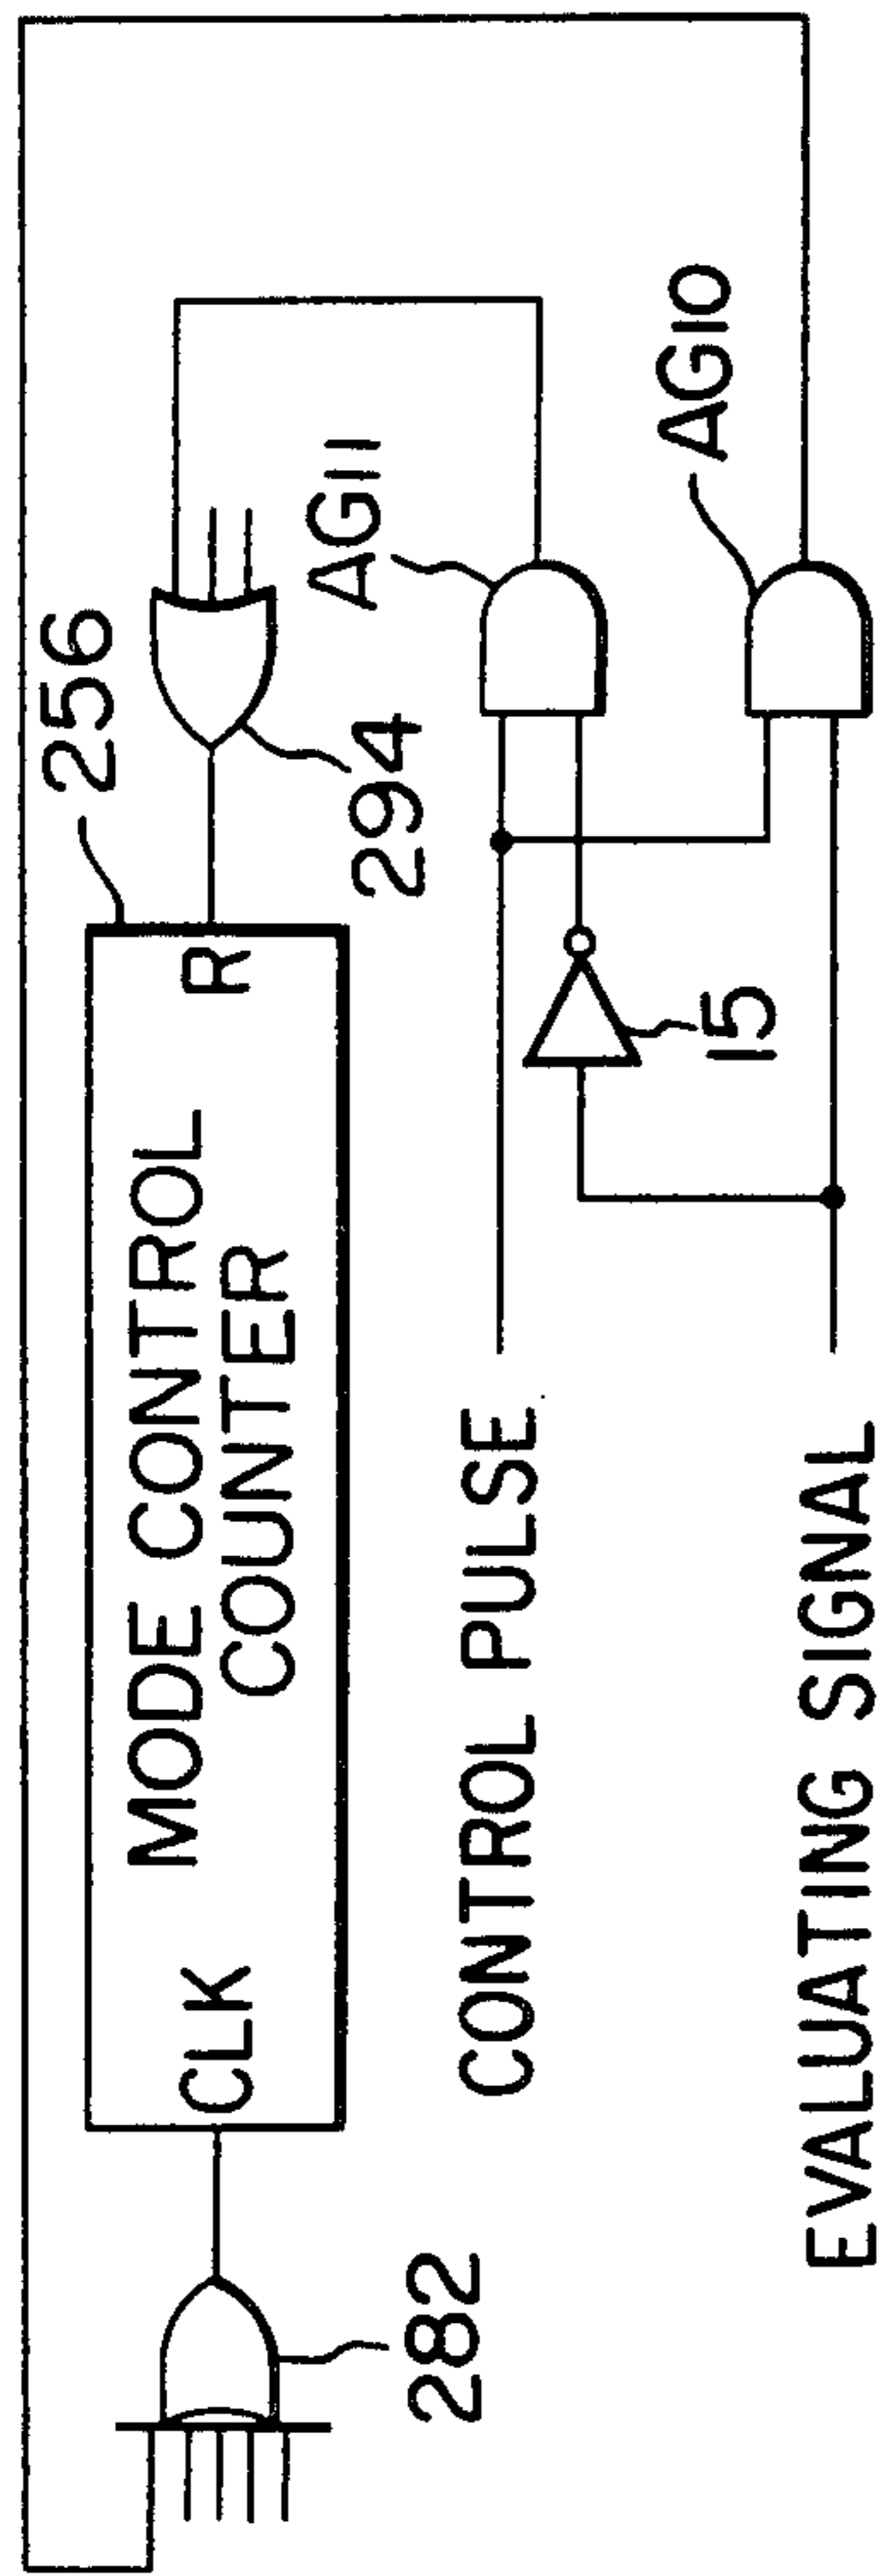 256
CLK
MODE CONTROL
COUNTER
R
282
294
AG11
CONTROL PULSE
15
AG10
EVALUATING SIGNAL